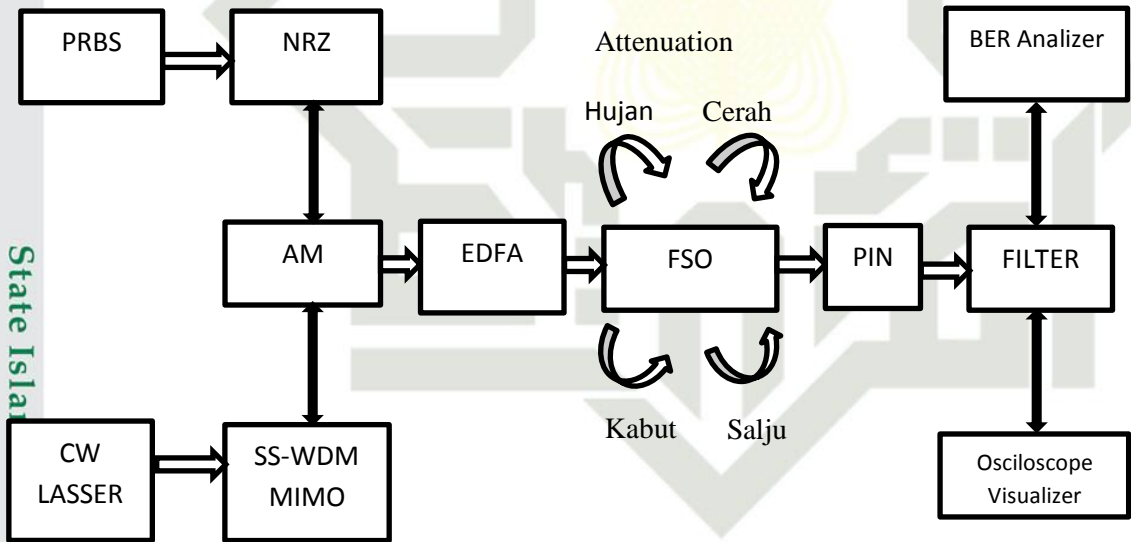 PRBS
NRZ
Attenuation
BER Analizer
Hujan
Cerah
AM
EDFA
FSO
PIN
FILTER
Kabut
Salju
CW
LASSER
SS-WDM
MIMO
Osciloscope
Visualizer
State Isla